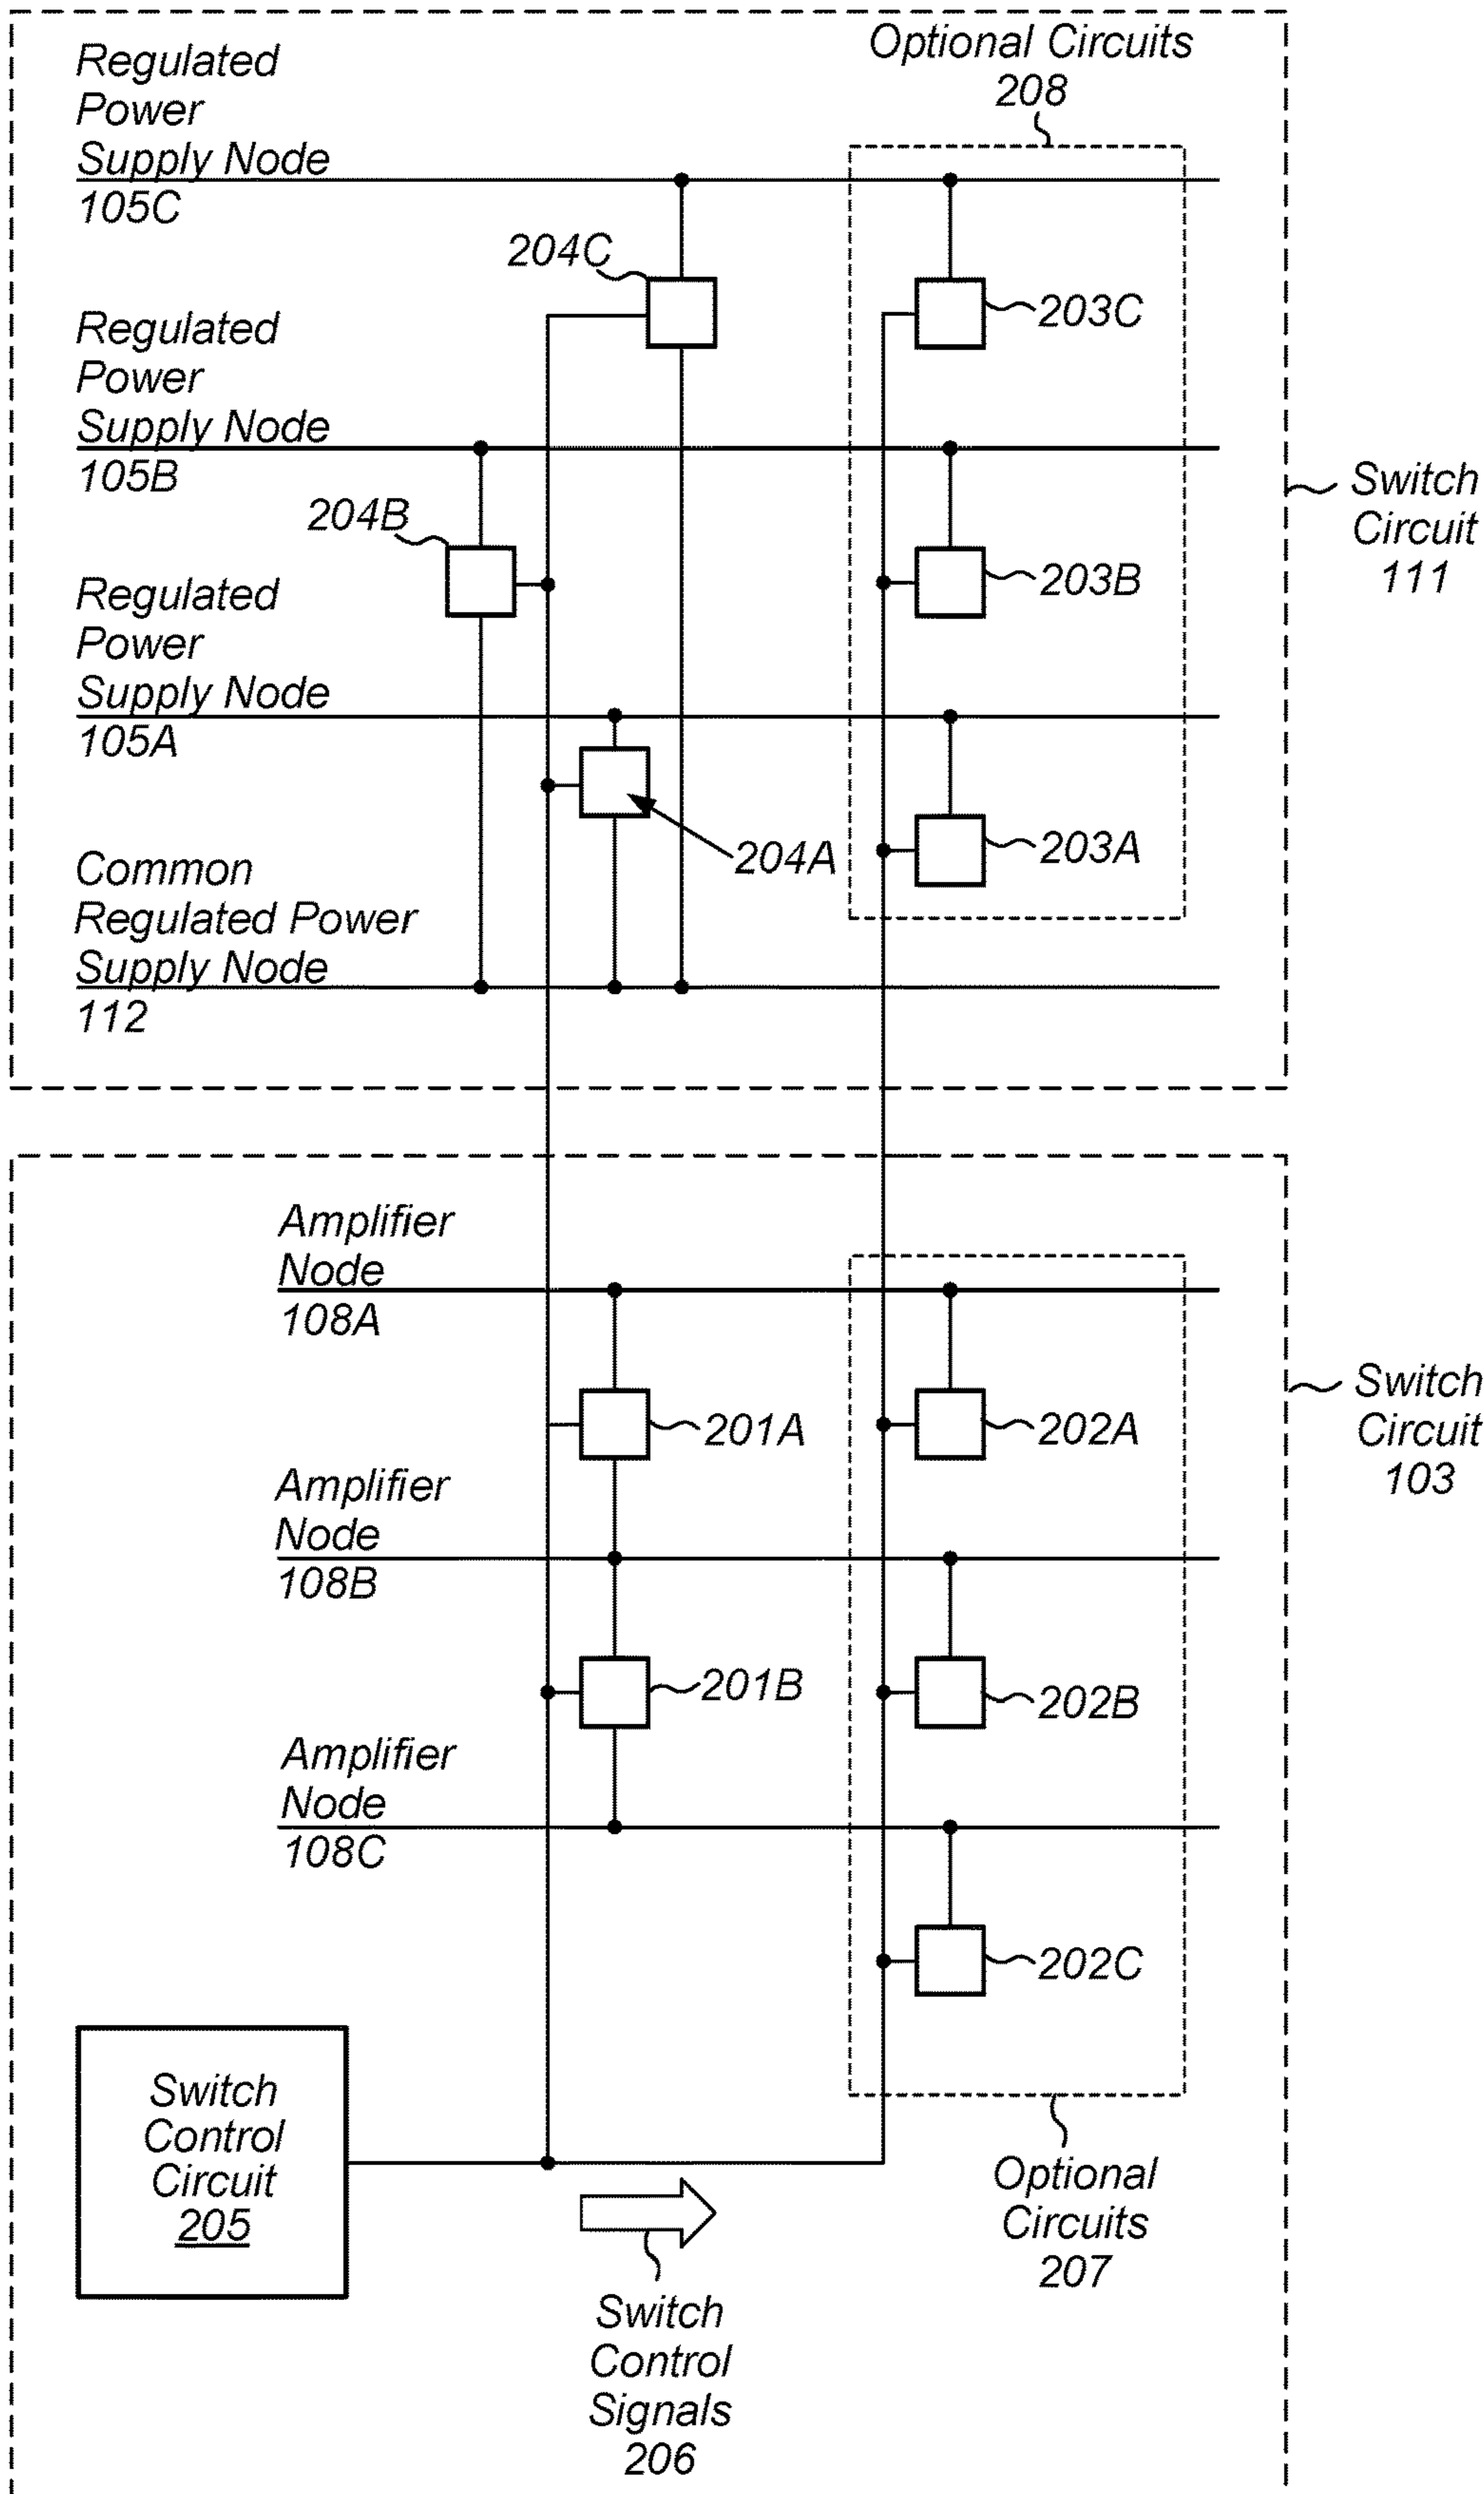 Optional Circuits
208
Regulated
Power
Supply Node
105C
204C
203C
Regulated
Power
Supply Node
105B
Switch
Circuit
111
204B
203B
Regulated
Power
Supply Node
105A
204A
203A
Common
Regulated Power
Supply Node
112
Amplifier
Node
108A
Switch
Circuit
103
201A
202A
Amplifier
Node
108B
201B
202B
Amplifier
Node
108C
202C
Switch
Control
Circuit
205
Optional
Circuits
207
Switch
Control
Signals
206